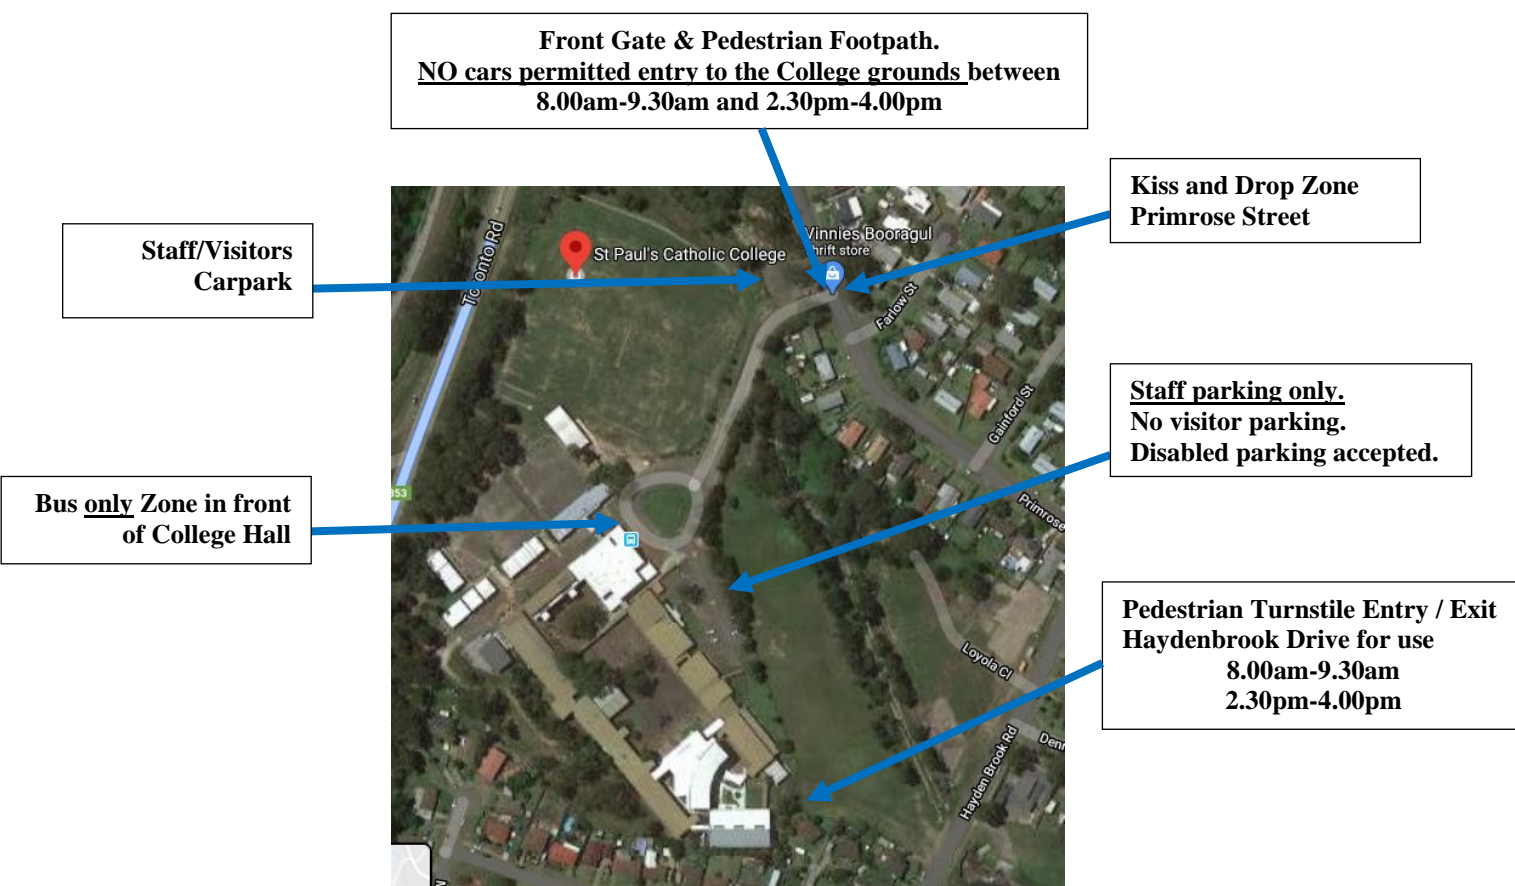 Front Gate & Pedestrian Footpath.
NO cars permitted entry to the College grounds between
8.00am-9.30am and 2.30pm-4.00pm
Kiss and Drop Zone
Primrose Street
Staff/Visitors
Carpark
Toronto Rd
St Paul's Catholic College
Vinnies Booragul
thrift store
Farlow St
Gainford St
Staff parking only.
No visitor parking.
Disabled parking accepted.
Bus only Zone in front
of College Hall
Primrose
Pedestrian Turnstile Entry / Exit
Haydenbrook Drive for use
8.00am-9.30am
2.30pm-4.00pm
Loyola Cl
Hayden Brook Rd